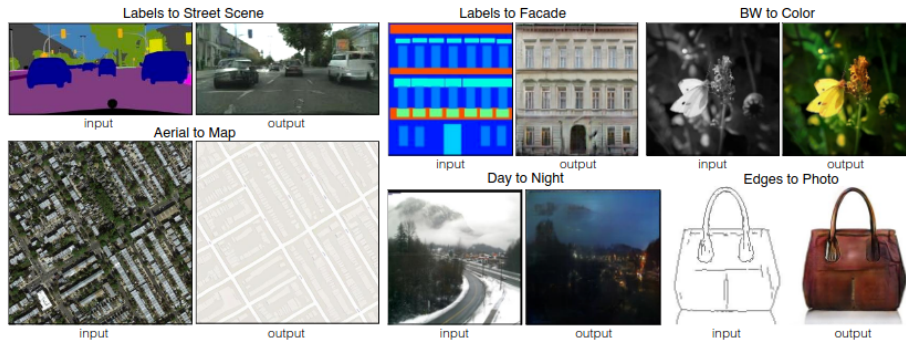 Labels to Street Scene
input
output
Aerial to Map
input
output
Labels to Facade
input
output
BW to Color
input
output
Day to Night
input
output
Edges to Photo
input
output